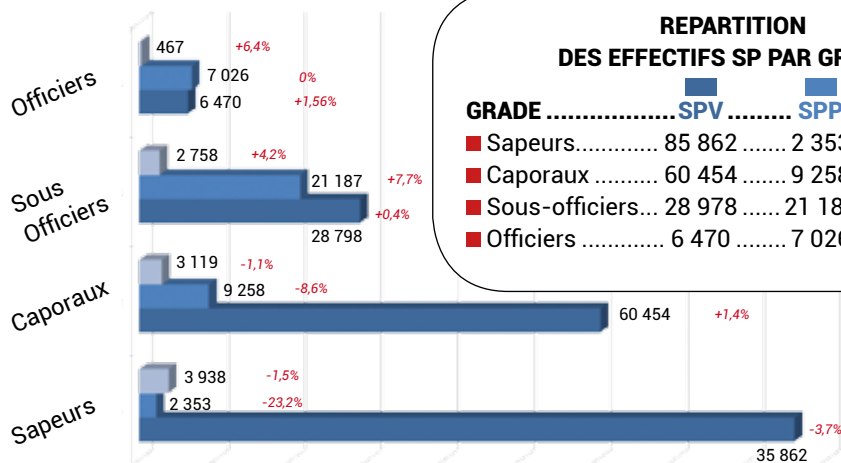 467 +6,4%
7 026 0%
6 470 +1,56%
Officiers
2 758 +4,2%
21 187 +7,7%
+0,4%
28 798
Sous
Officiers
3 119 -1,1%
9 258 -8,6%
60 454 +1,4%
Caporaux
3 938 -1,5%
2 353 -23,2%
-3,7%
35 862
Sapeurs
REPARTITION
DES EFFECTIFS SP PAR GR
GRADE .................... SPV ......... SPP
Sapeurs............. 85 862 ...... 2 353
Caporaux .......... 60 454 ...... 9 258
Sous-officiers... 28 978 ...... 21 18
Officiers ............. 6 470 ........ 7 026